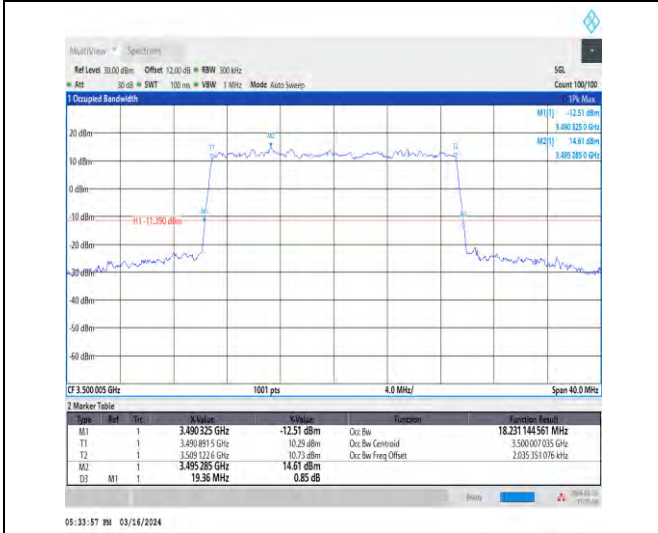 MultiView Spectrum
Ref Level 30.00 dBm Offset 12.00 dB RBW 300 kHz SGL
Att 30 dB SWT 100 ms VBW 1 MHz Mode Auto Sweep Count 100/100
1 Occupied Bandwidth 1Pk Max
M1[1] -12.51 dBm
3.490 325 0 GHz
M2[1] 14.61 dBm
3.495 285 0 GHz
20 dBm
M2
T1 T2
10 dBm
0 dBm
-10 dBm
H1 -11.390 dBm
-20 dBm
-30 dBm
-40 dBm
-50 dBm
-60 dBm
CF 3.500 005 GHz 1001 pts 4.0 MHz/ Span 40.0 MHz
2 Marker Table
Type Ref Trc X-Value Y-Value Function Function Result
M1 1 3.490 325 GHz -12.51 dBm Occ Bw 18.231 144 561 MHz
T1 1 3.490 891 5 GHz 10.29 dBm Occ Bw Centroid 3.500 007 035 GHz
T2 1 3.509 122 6 GHz 10.73 dBm Occ Bw Freq Offset 2.035 351 076 kHz
M2 1 3.495 285 GHz 14.61 dBm
D3 M1 1 19.36 MHz 0.85 dB
05:33:57 PM 03/16/2024